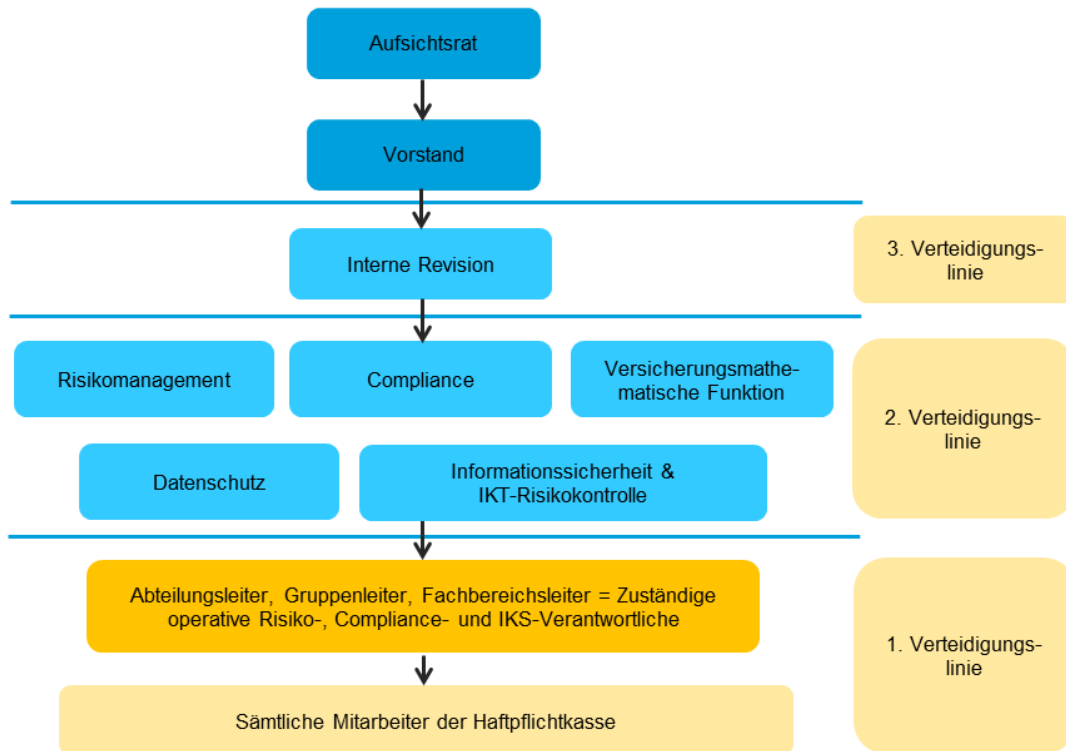 Aufsichtsrat
Vorstand
Interne Revision
3. Verteidigungs-
linie
Risikomanagement
Compliance
Versicherungsmathe-
matische Funktion
Datenschutz
Informationssicherheit &
IKT-Risikokontrolle
2. Verteidigungs-
linie
Abteilungsleiter, Gruppenleiter, Fachbereichsleiter = Zuständige
operative Risiko-, Compliance- und IKS-Verantwortliche
Sämtliche Mitarbeiter der Haftpflichtkasse
1. Verteidigungs-
linie